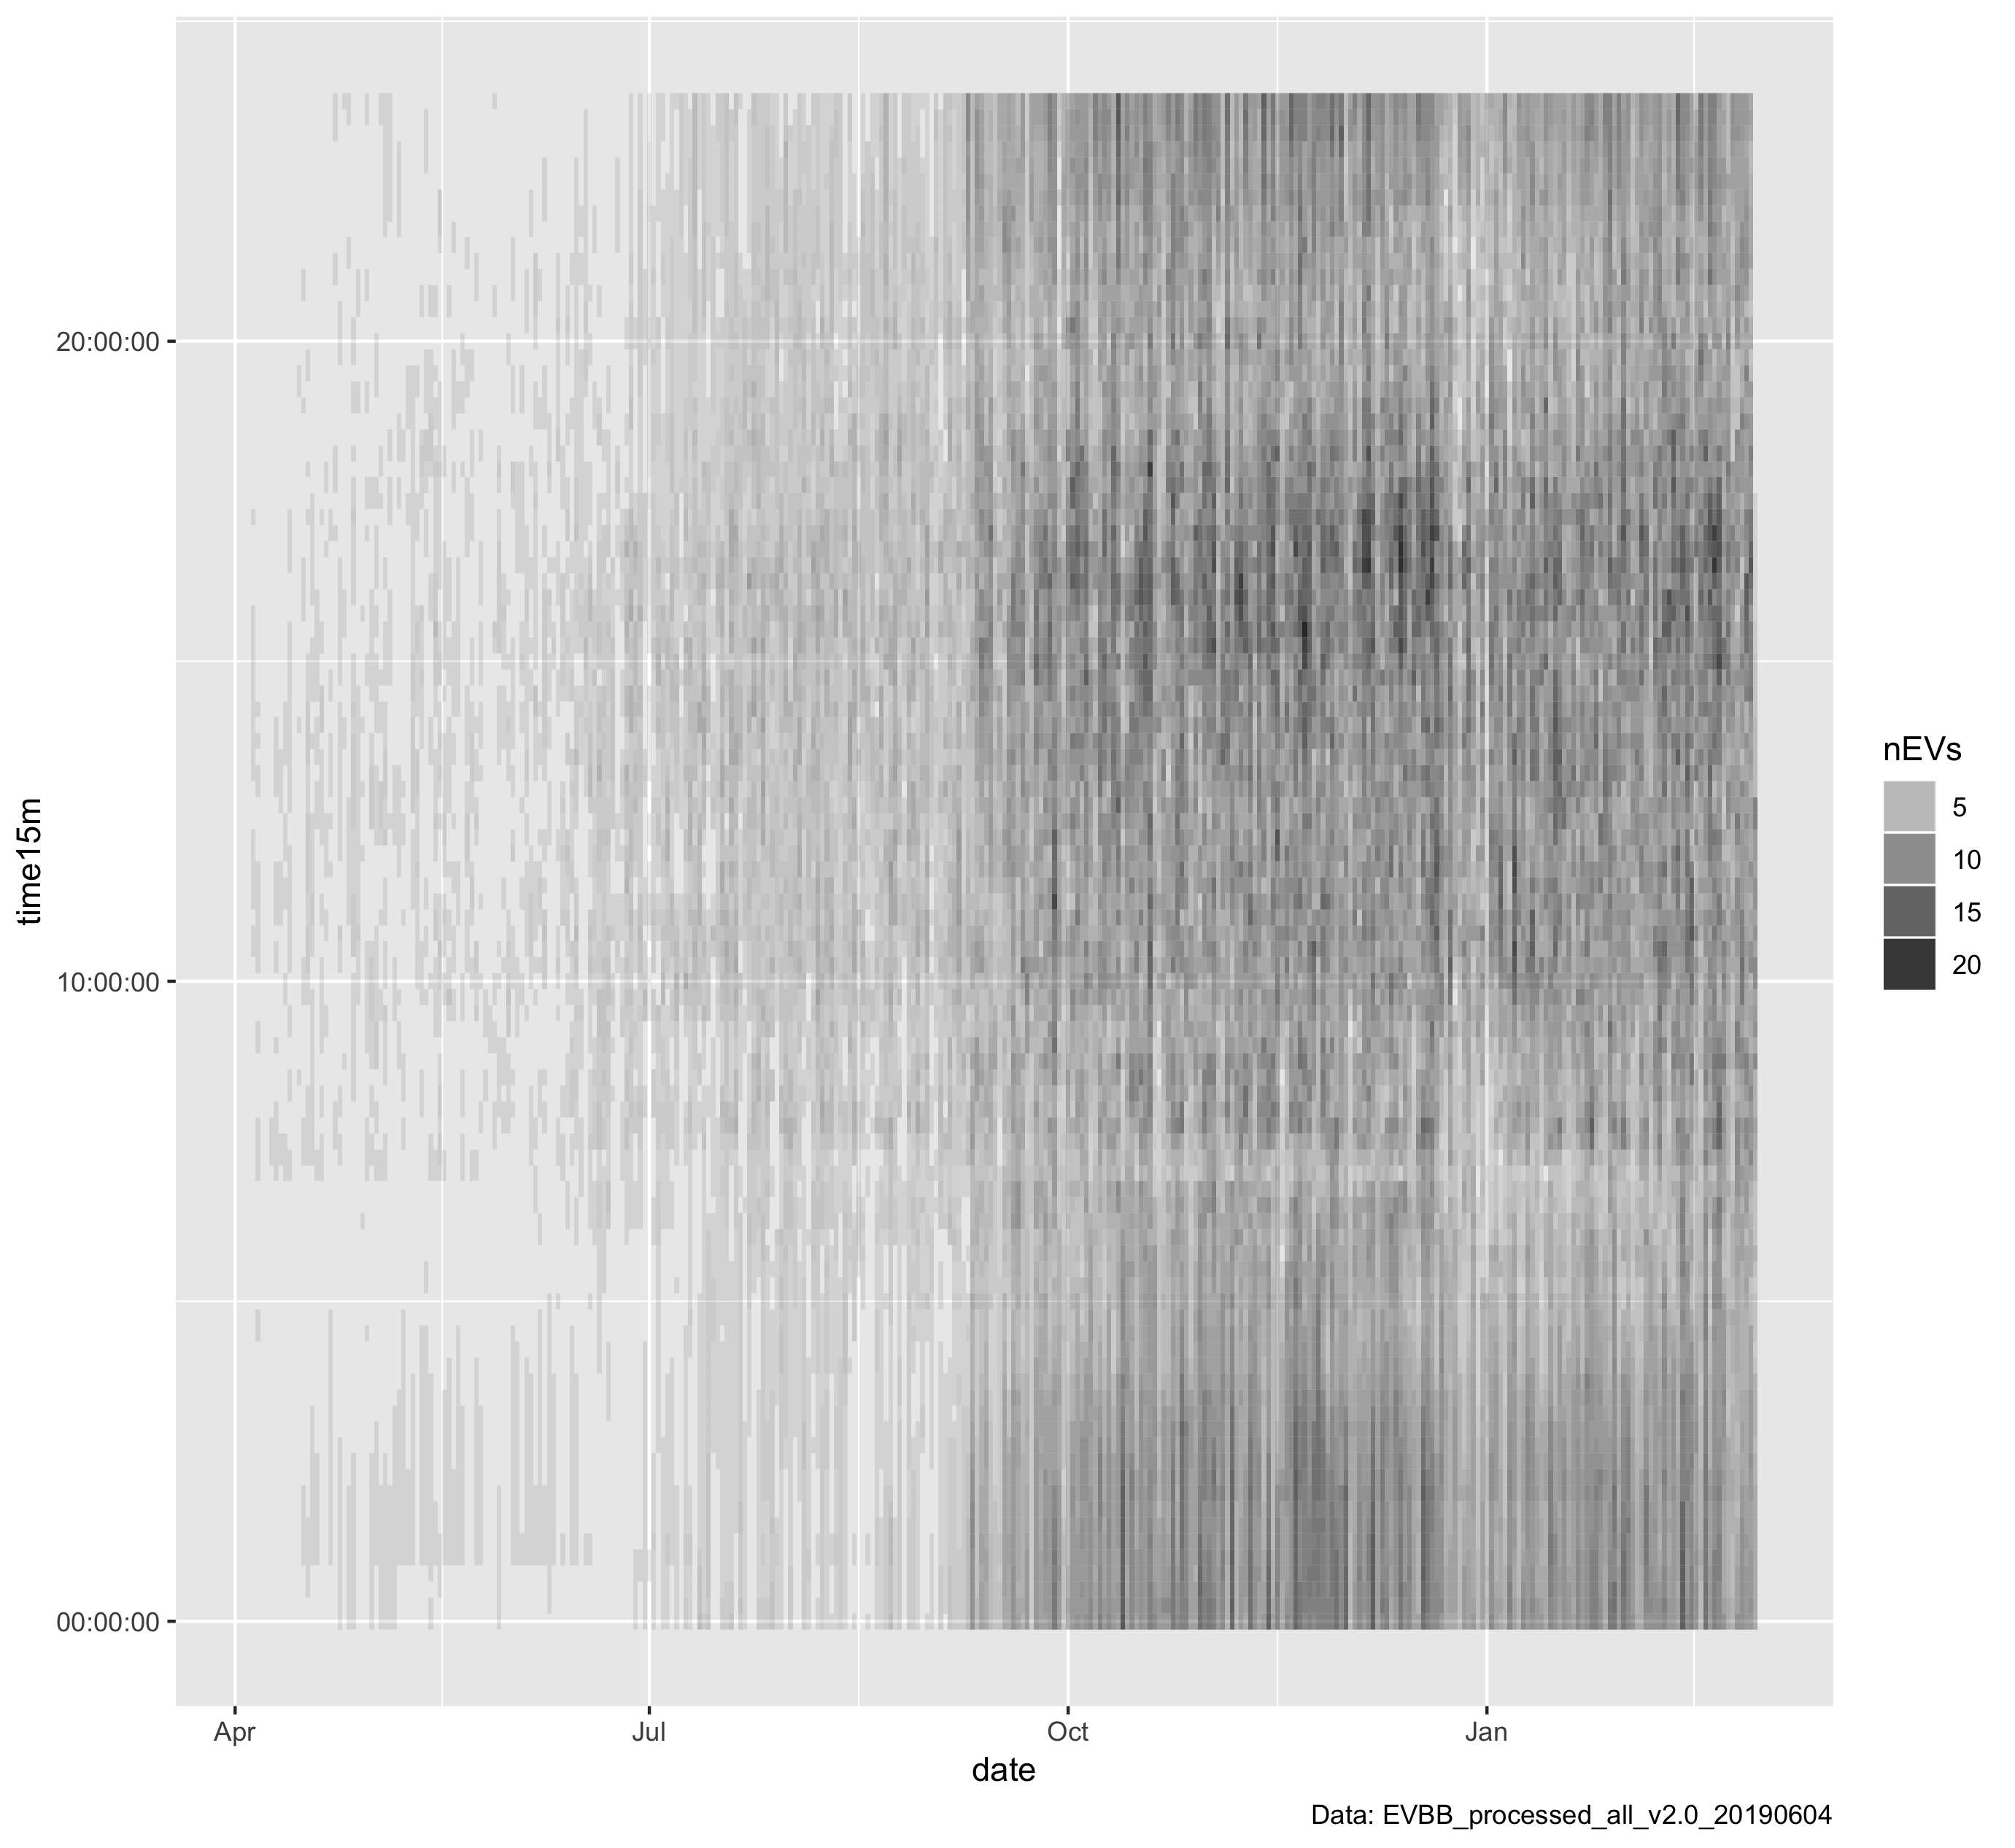 20:00:00
10:00:00
00:00:00
time15m
Apr
Jul
Oct
Jan
date
nEVs
5
10
15
20
Data: EVBB_processed_all_v2.0_20190604